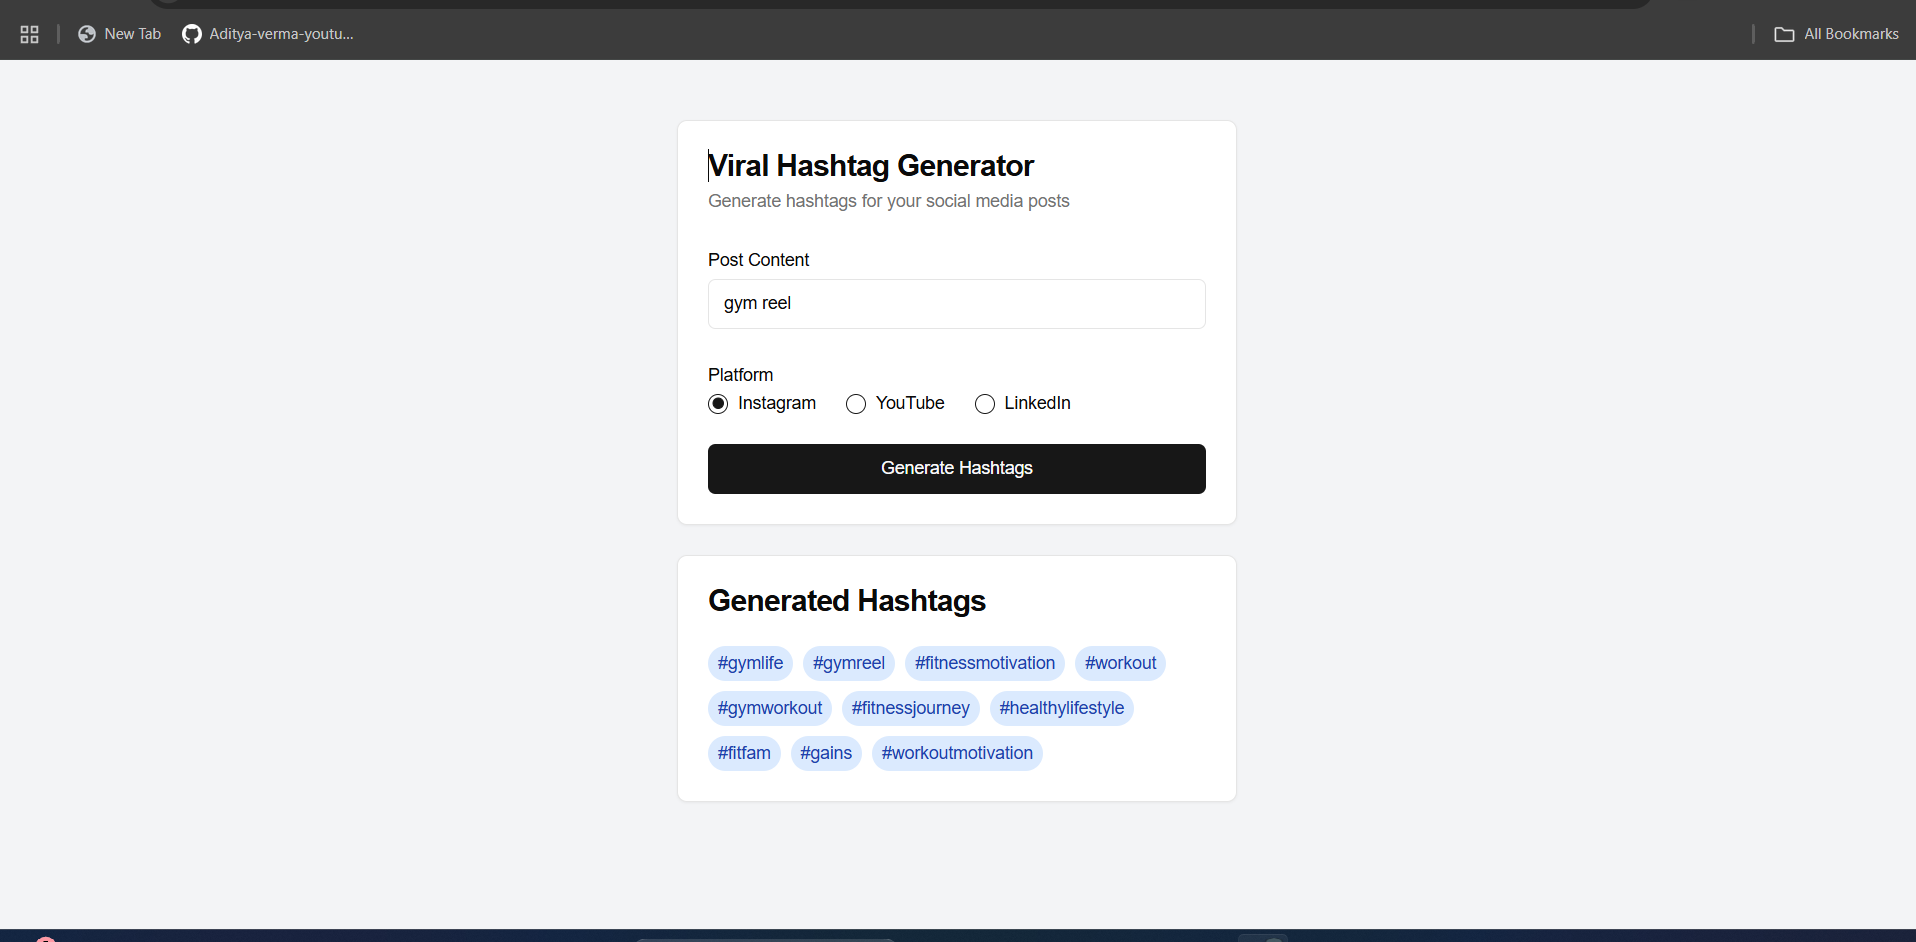 New Tab Aditya-verma-youtu... All Bookmarks
Viral Hashtag Generator
Generate hashtags for your social media posts
Post Content
gym reel
Platform
Instagram YouTube LinkedIn
Generate Hashtags
Generated Hashtags
#gymlife #gymreel #fitnessmotivation #workout
#gymworkout #fitnessjourney #healthylifestyle
#fitfam #gains #workoutmotivation